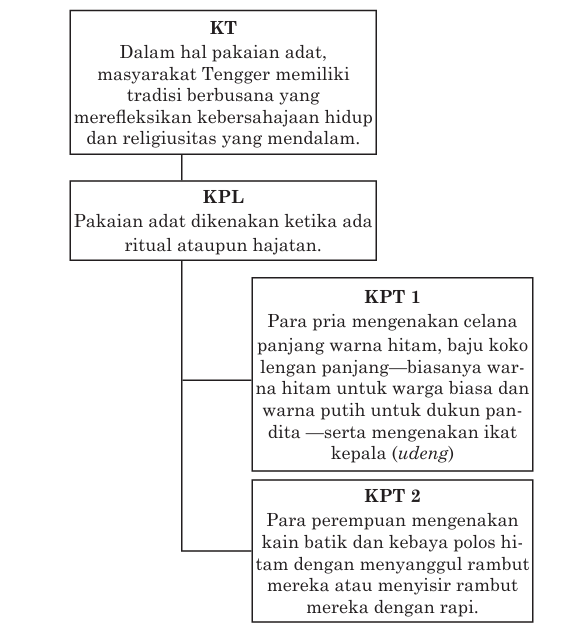 KT
Dalam hal pakaian adat,
masyarakat Tengger memiliki
tradisi berbusana yang
merefleksikan kebersahajaan hidup
dan religiusitas yang mendalam.
KPL
Pakaian adat dikenakan ketika ada
ritual ataupun hajatan.
KPT 1
Para pria mengenakan celana
panjang warna hitam, baju koko
lengan panjang—biasanya war-
na hitam untuk warga biasa dan
warna putih untuk dukun pan-
dita —serta mengenakan ikat
kepala (udeng)
KPT 2
Para perempuan mengenakan
kain batik dan kebaya polos hi-
tam dengan menyanggul rambut
mereka atau menyisir rambut
mereka dengan rapi.